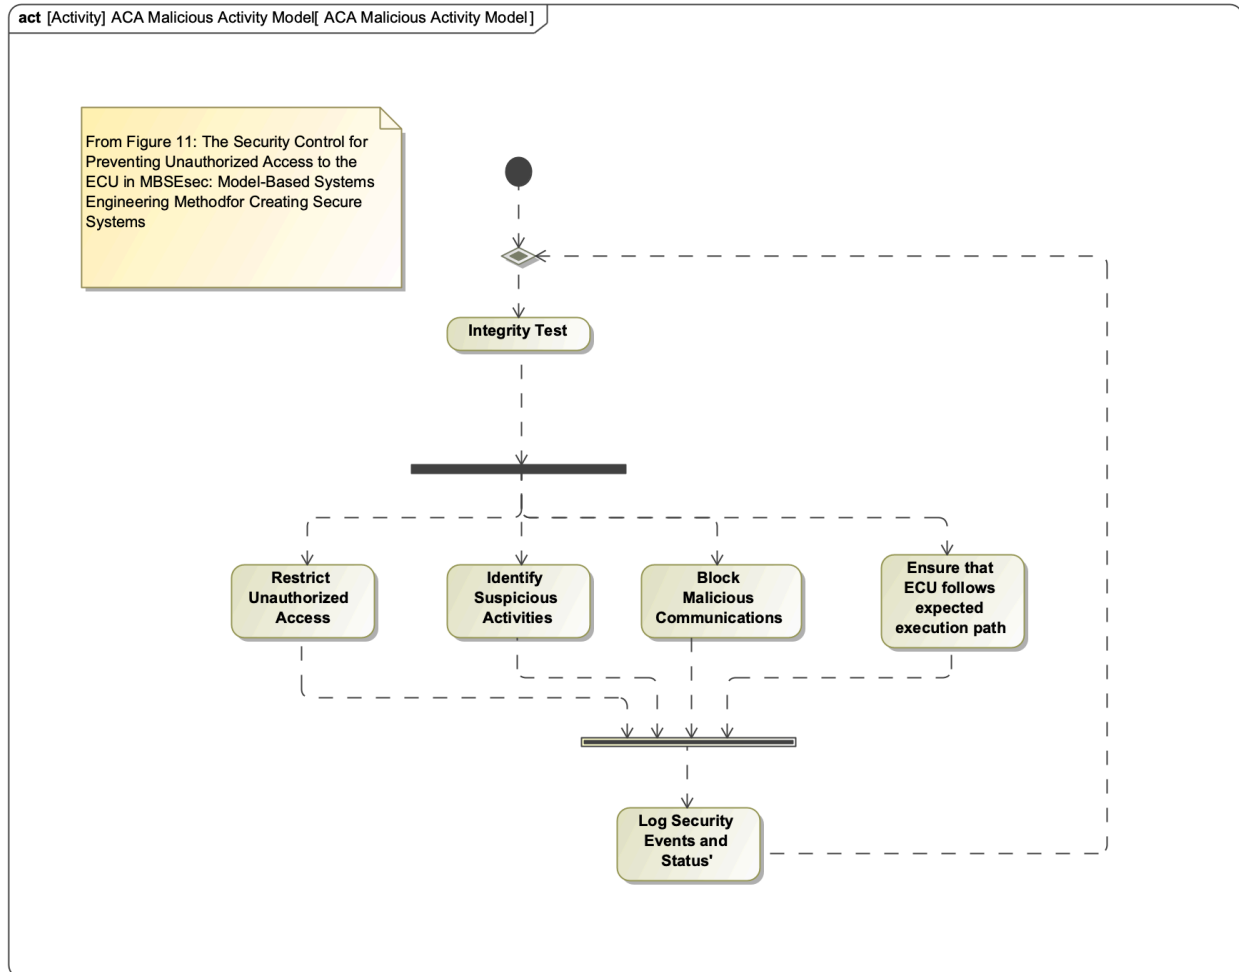 act [Activity] ACA Malicious Activity Model[ ACA Malicious Activity Model]
From Figure 11: The Security Control for
Preventing Unauthorized Access to the
ECU in MBSEsec: Model-Based Systems
Engineering Methodfor Creating Secure
Systems
Integrity Test
Restrict
Unauthorized
Access
Identify
Suspicious
Activities
Block
Malicious
Communications
Ensure that
ECU follows
expected
execution path
Log Security
Events and
Status'